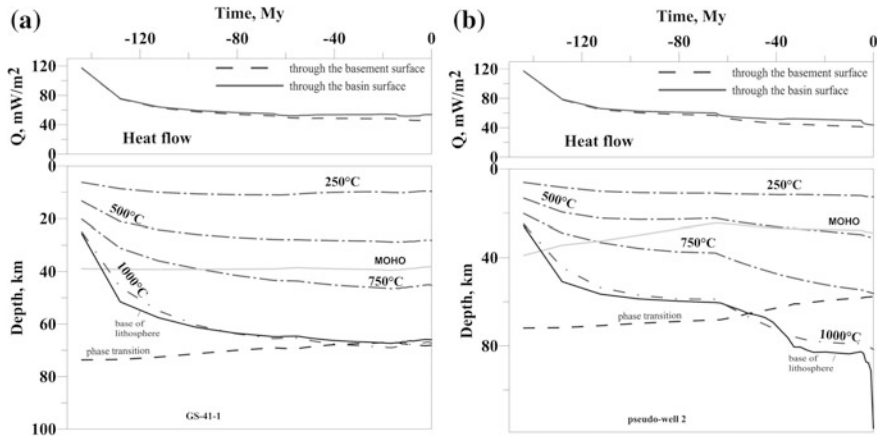 (a)
Time, My
-120 -80 -40 0
120
80
40
0
Q, mW/m2
through the basement surface
through the basin surface
Heat flow
0
20
40
60
80
100
Depth, km
250°C
500°C
MOHO
750°C
1000°C
base of
lithosphere
phase transition
GS-41-1
(b)
Time, My
-120 -80 -40 0
120
80
40
0
Q, mW/m2
through the basement surface
through the basin surface
Heat flow
0
40
80
Depth, km
250°C
500°C
MOHO
750°C
phase transition
1000°C
base of
lithosphere
pseudo-well 2